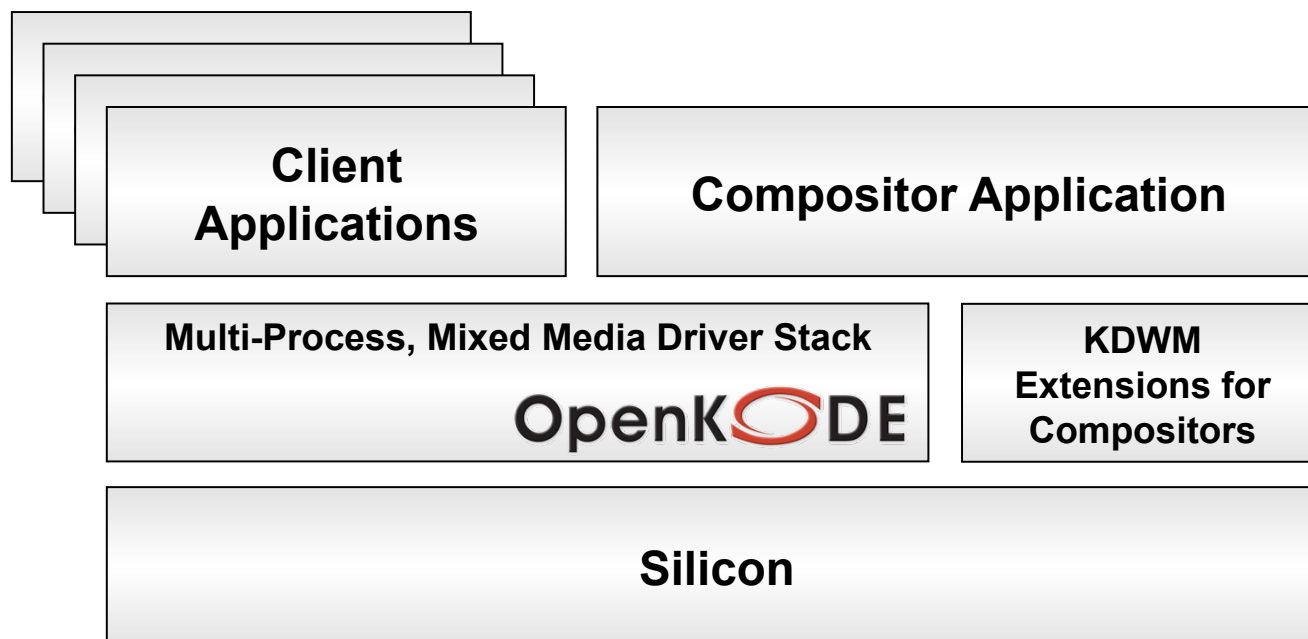 Client
Applications
Compositor Application
Multi-Process, Mixed Media Driver Stack
OpenKODE
KDWM
Extensions for
Compositors
Silicon